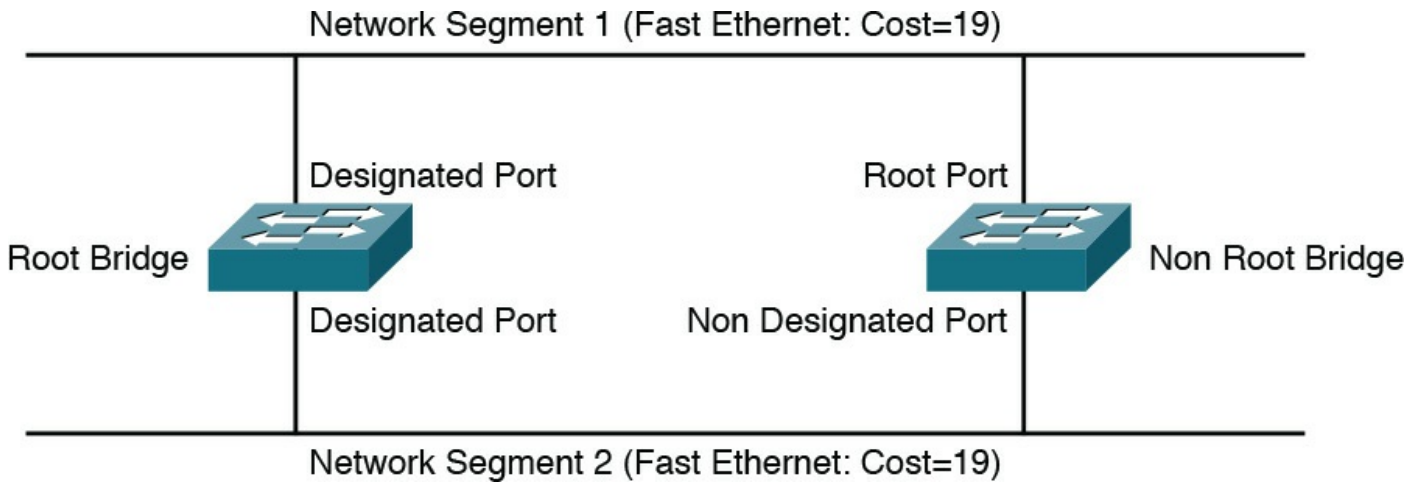 Network Segment 1 (Fast Ethernet: Cost=19)
Designated Port
Root Port
Root Bridge
Non Root Bridge
Designated Port
Non Designated Port
Network Segment 2 (Fast Ethernet: Cost=19)